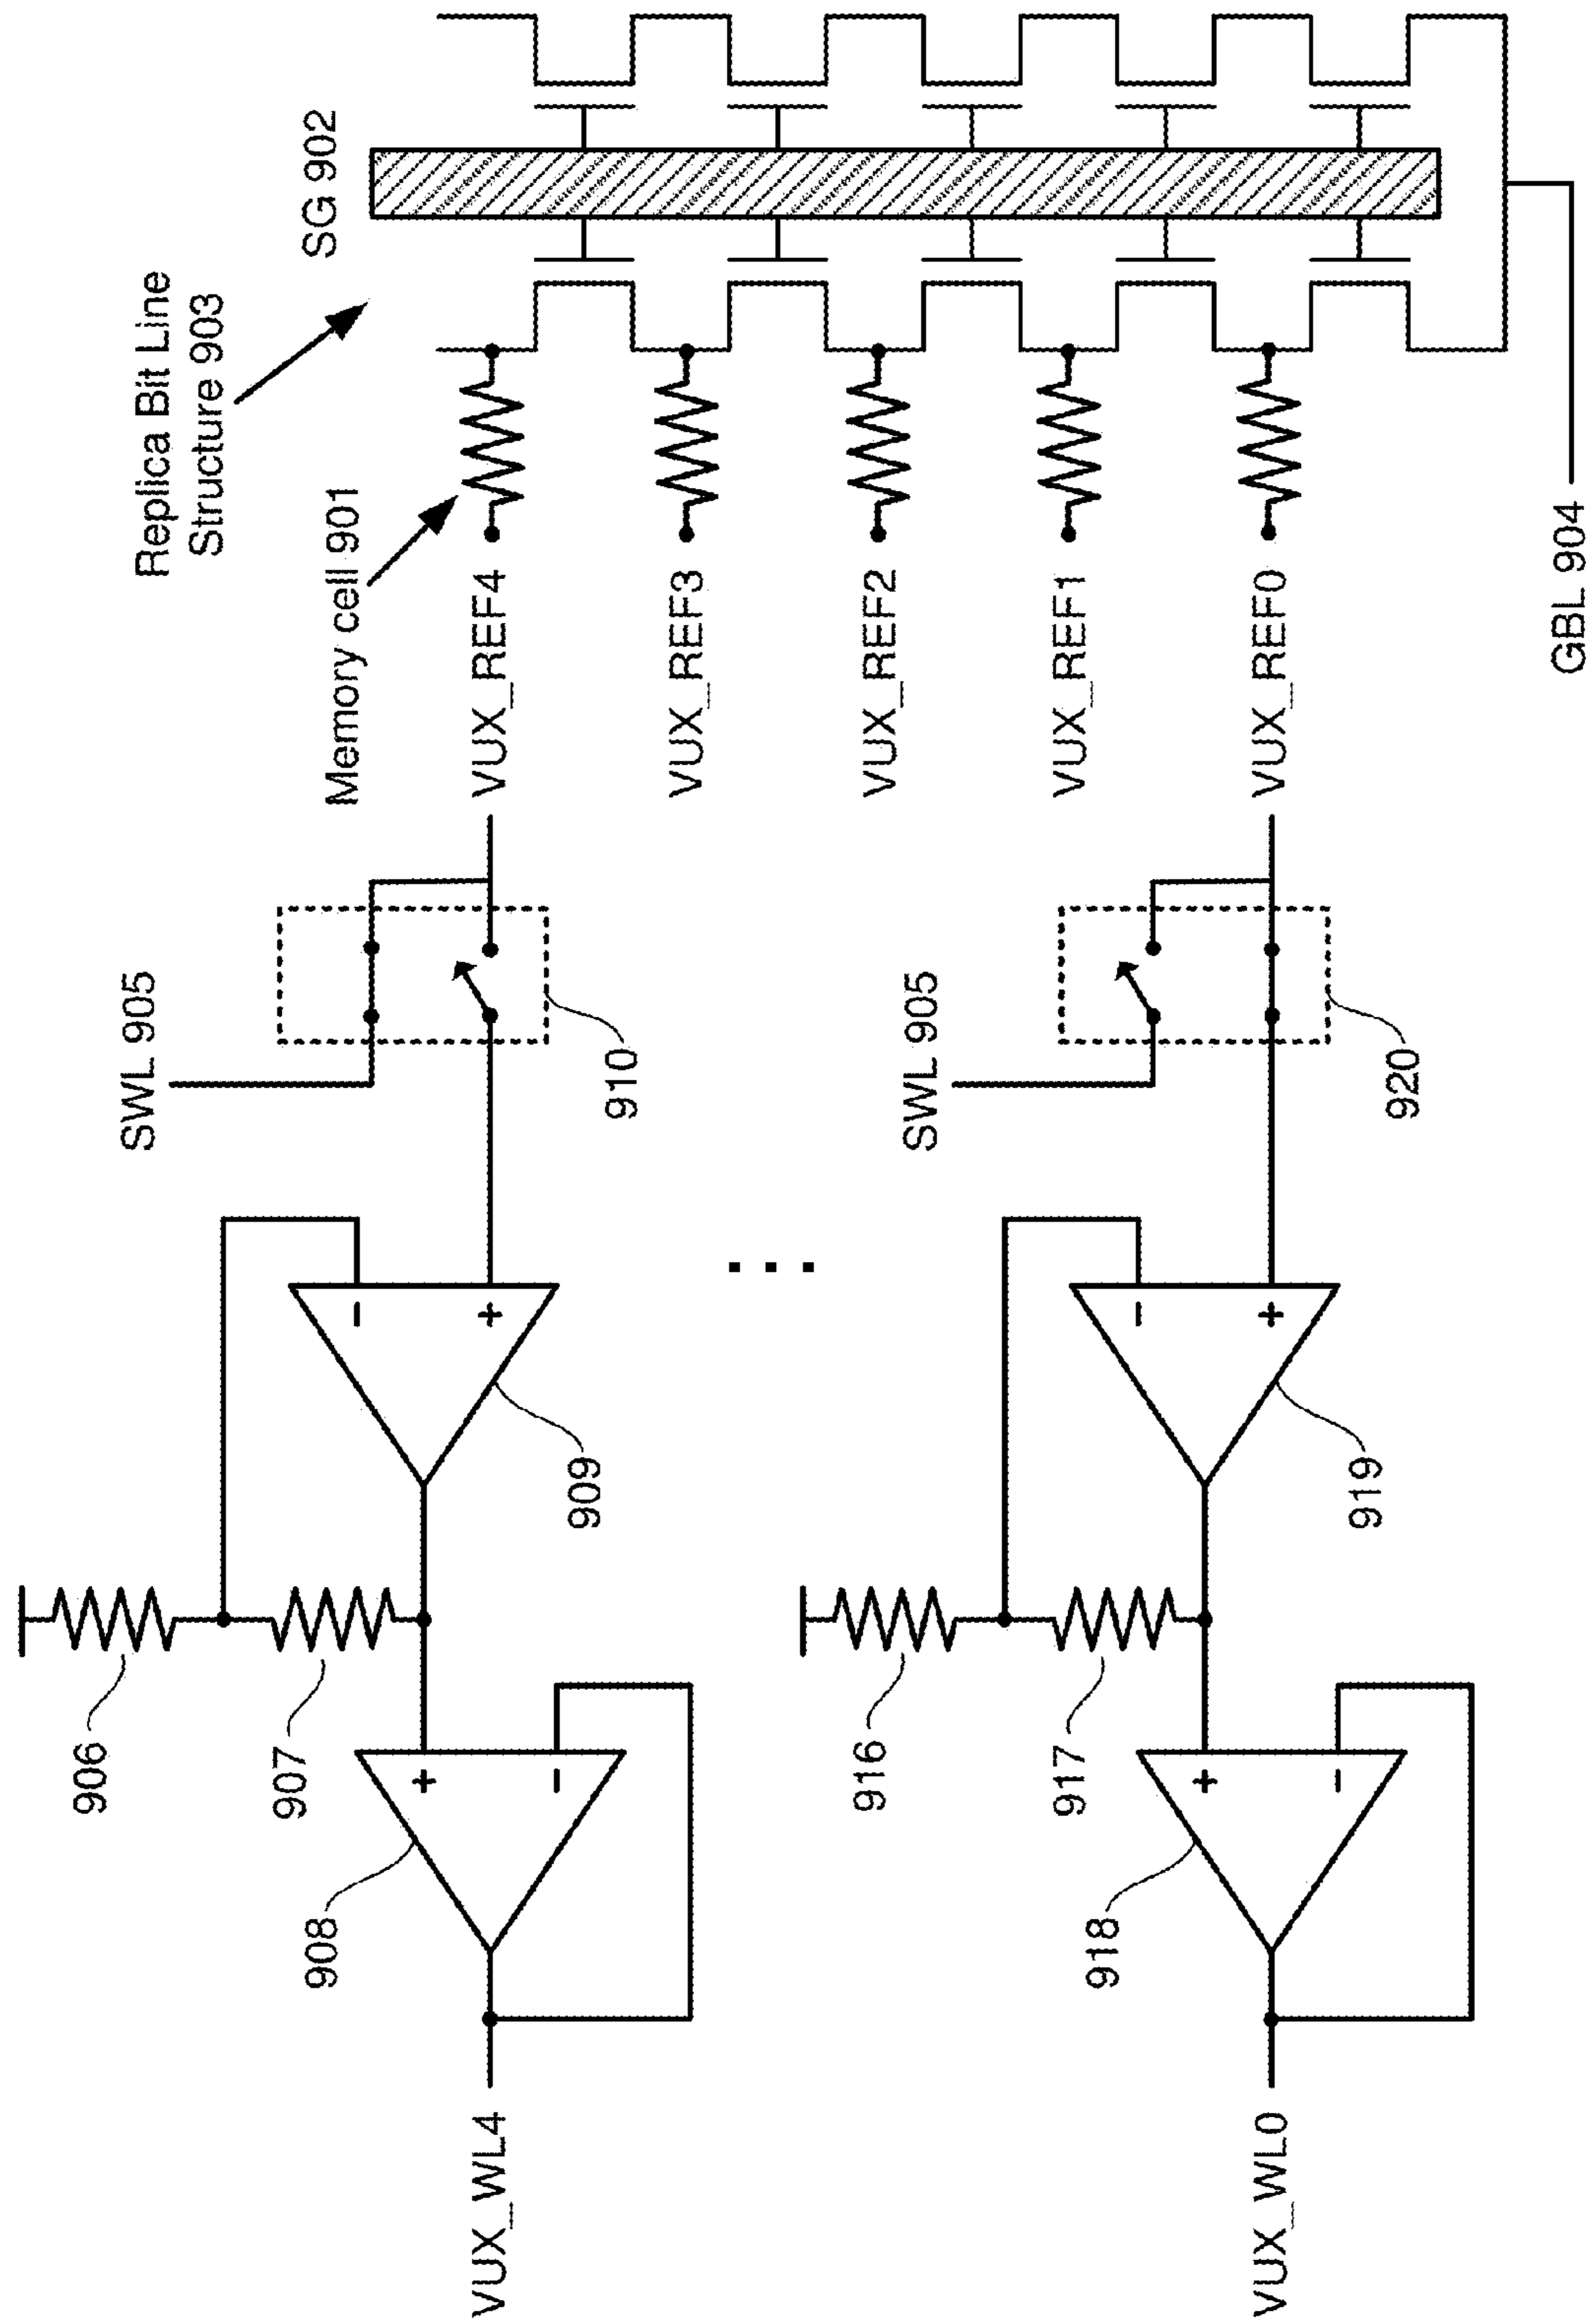 Replica Bit Line
Structure 903
SG 902
Memory cell 901
SWL 905
VUX_REF4
VUX_REF3
VUX_REF2
VUX_REF1
VUX_REF0
GBL 904
910
906
907
908
-
+
909
+
-
VUX_WL4
...
SWL 905
920
916
917
918
-
+
919
+
-
VUX_WL0